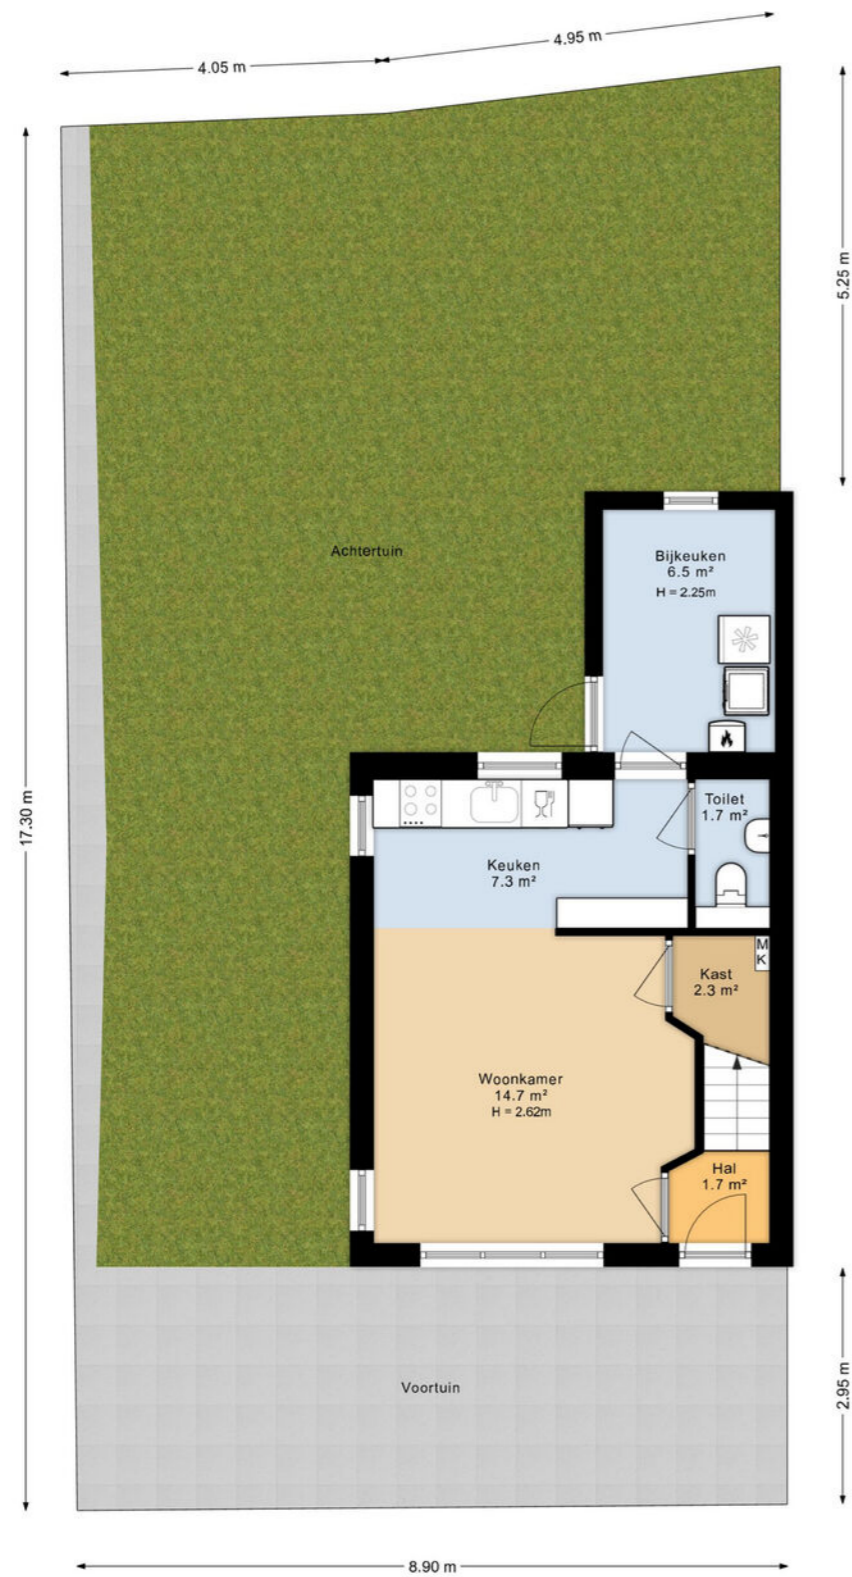 4.05 m
4.95 m
5.25 m
17.30 m
Achtertuin
Bijkeuken
6.5 m²
H = 2.25m
Toilet
1.7 m²
Keuken
7.3 m²
M
K
Kast
2.3 m²
Woonkamer
14.7 m²
H = 2.62m
Hal
1.7 m²
Voortuin
2.95 m
8.90 m